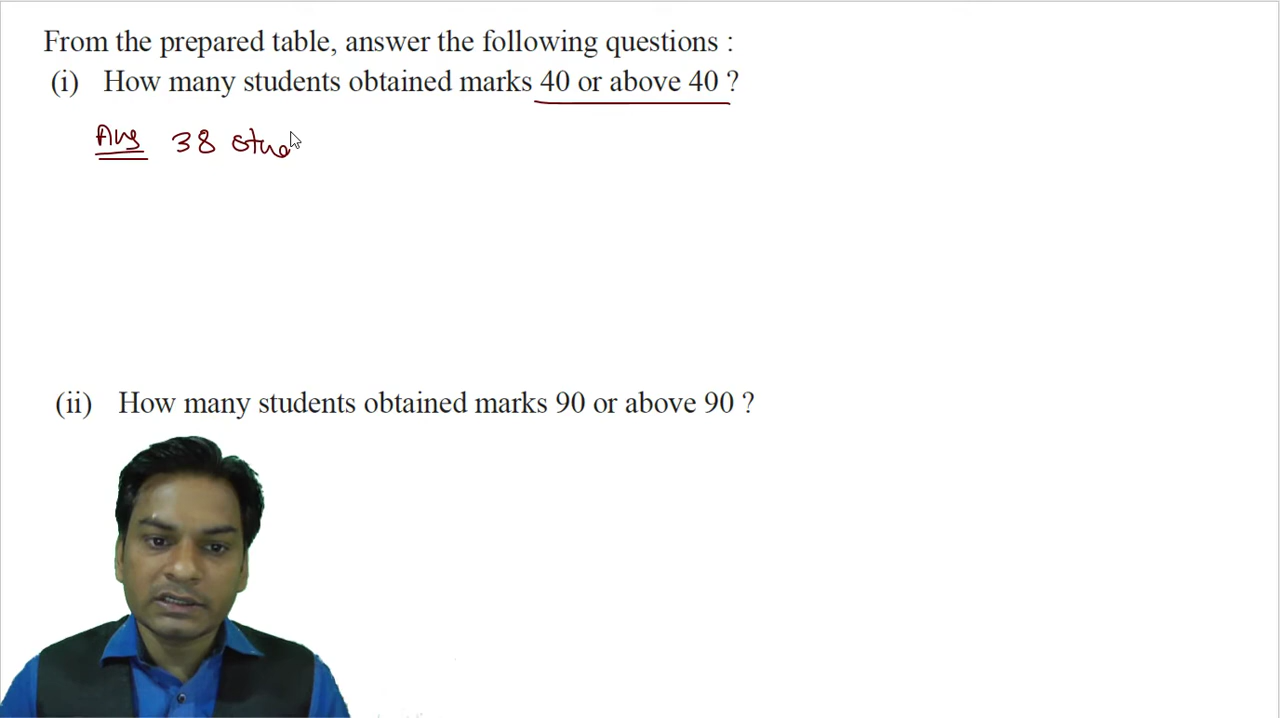 From the prepared table, answer the following questions :
(i) How many students obtained marks 40 or above 40 ?
Ans 38 stue
(ii) How many students obtained marks 90 or above 90 ?